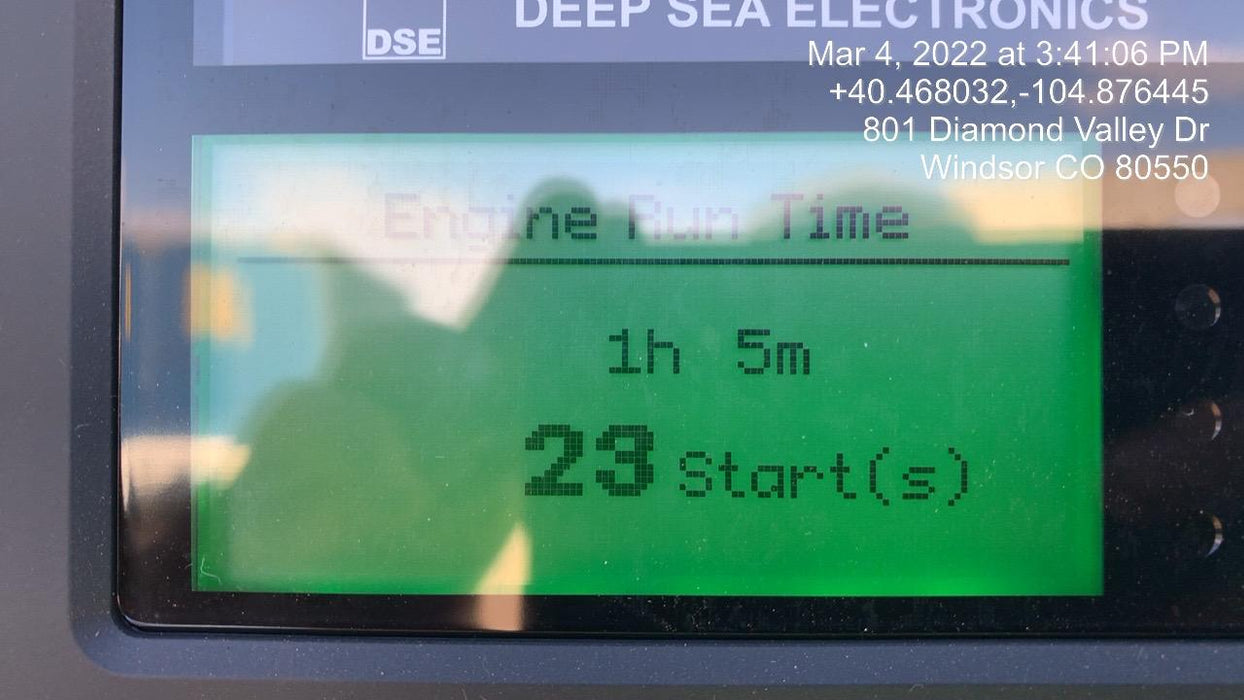 DSE
DEEP SEA ELECTRONICS
Mar 4, 2022 at 3:41:06 PM
+40.468032,-104.876445
801 Diamond Valley Dr
Windsor CO 80550
Engine Run Time
1h 5m
23 Start(s)